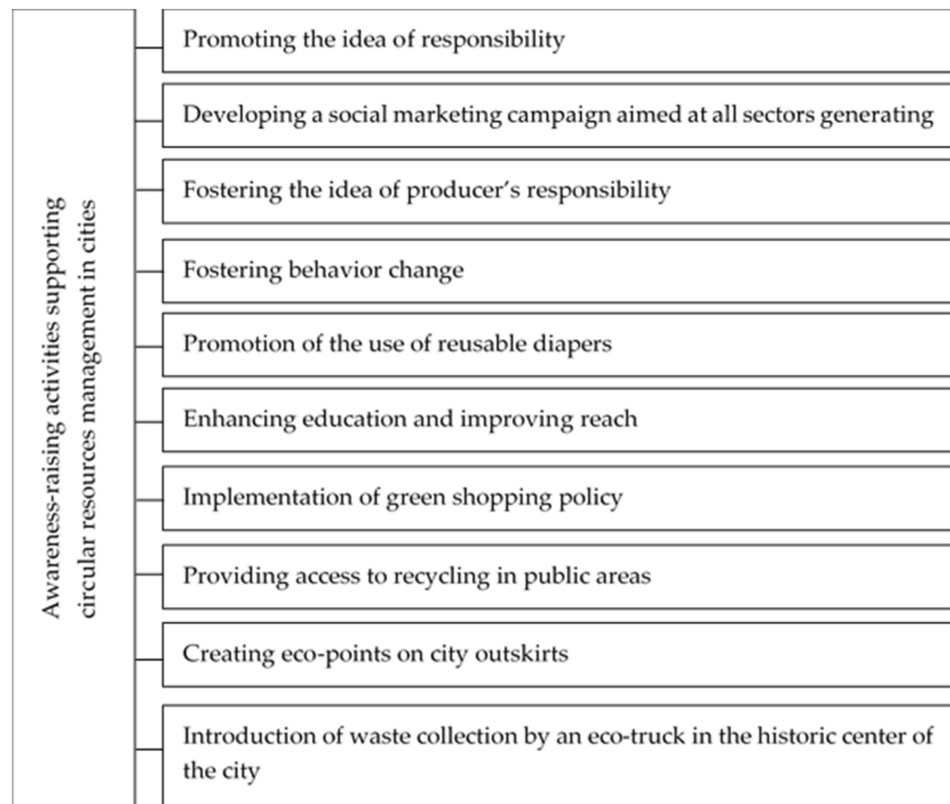 Awareness-raising activities supporting
circular resources management in cities
Promoting the idea of responsibility
Developing a social marketing campaign aimed at all sectors generating
Fostering the idea of producer’s responsibility
Fostering behavior change
Promotion of the use of reusable diapers
Enhancing education and improving reach
Implementation of green shopping policy
Providing access to recycling in public areas
Creating eco-points on city outskirts
Introduction of waste collection by an eco-truck in the historic center of
the city